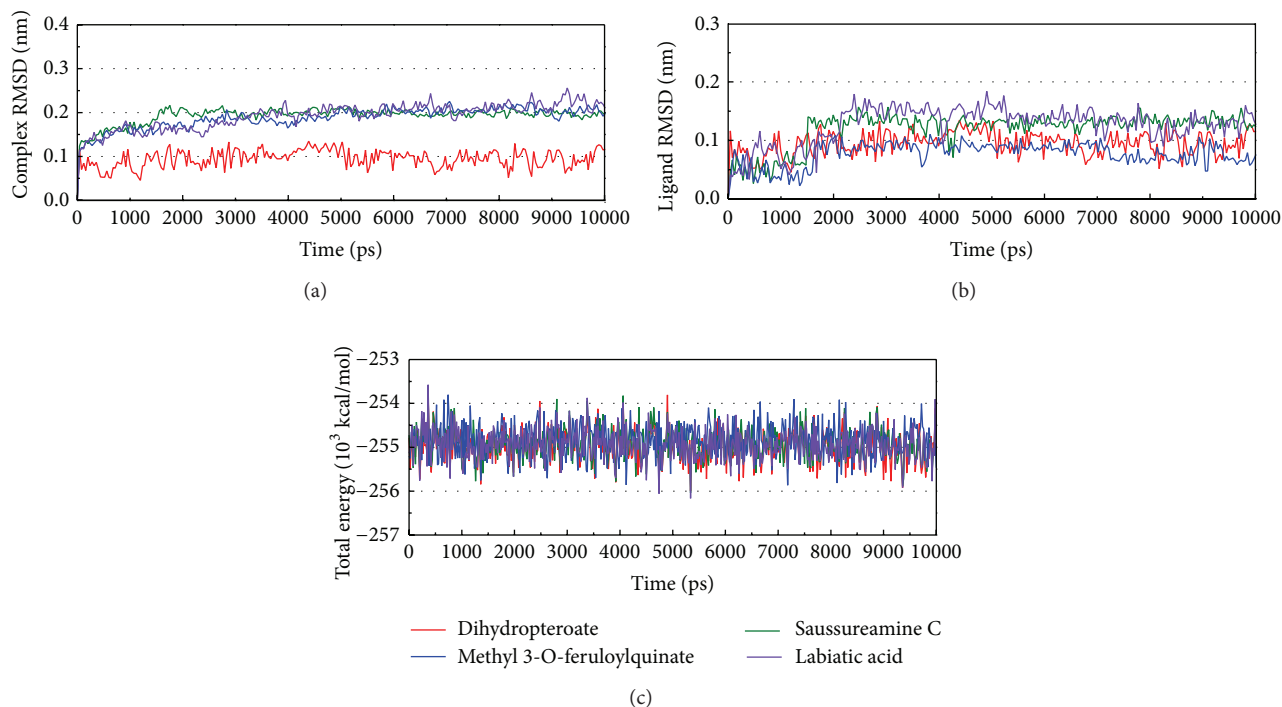 Complex RMSD (nm)
0.4
0.3
0.2
0.1
0.0
0 1000 2000 3000 4000 5000 6000 7000 8000 9000 10000
Time (ps)
(a)
Ligand RMSD (nm)
0.3
0.2
0.1
0.0
0 1000 2000 3000 4000 5000 6000 7000 8000 9000 10000
Time (ps)
(b)
Total energy (10³ kcal/mol)
−253
−254
−255
−256
−257
0 1000 2000 3000 4000 5000 6000 7000 8000 9000 10000
Time (ps)
Dihydropteroate
Methyl 3-O-feruloylquinate
Saussureamine C
Labiatic acid
(c)